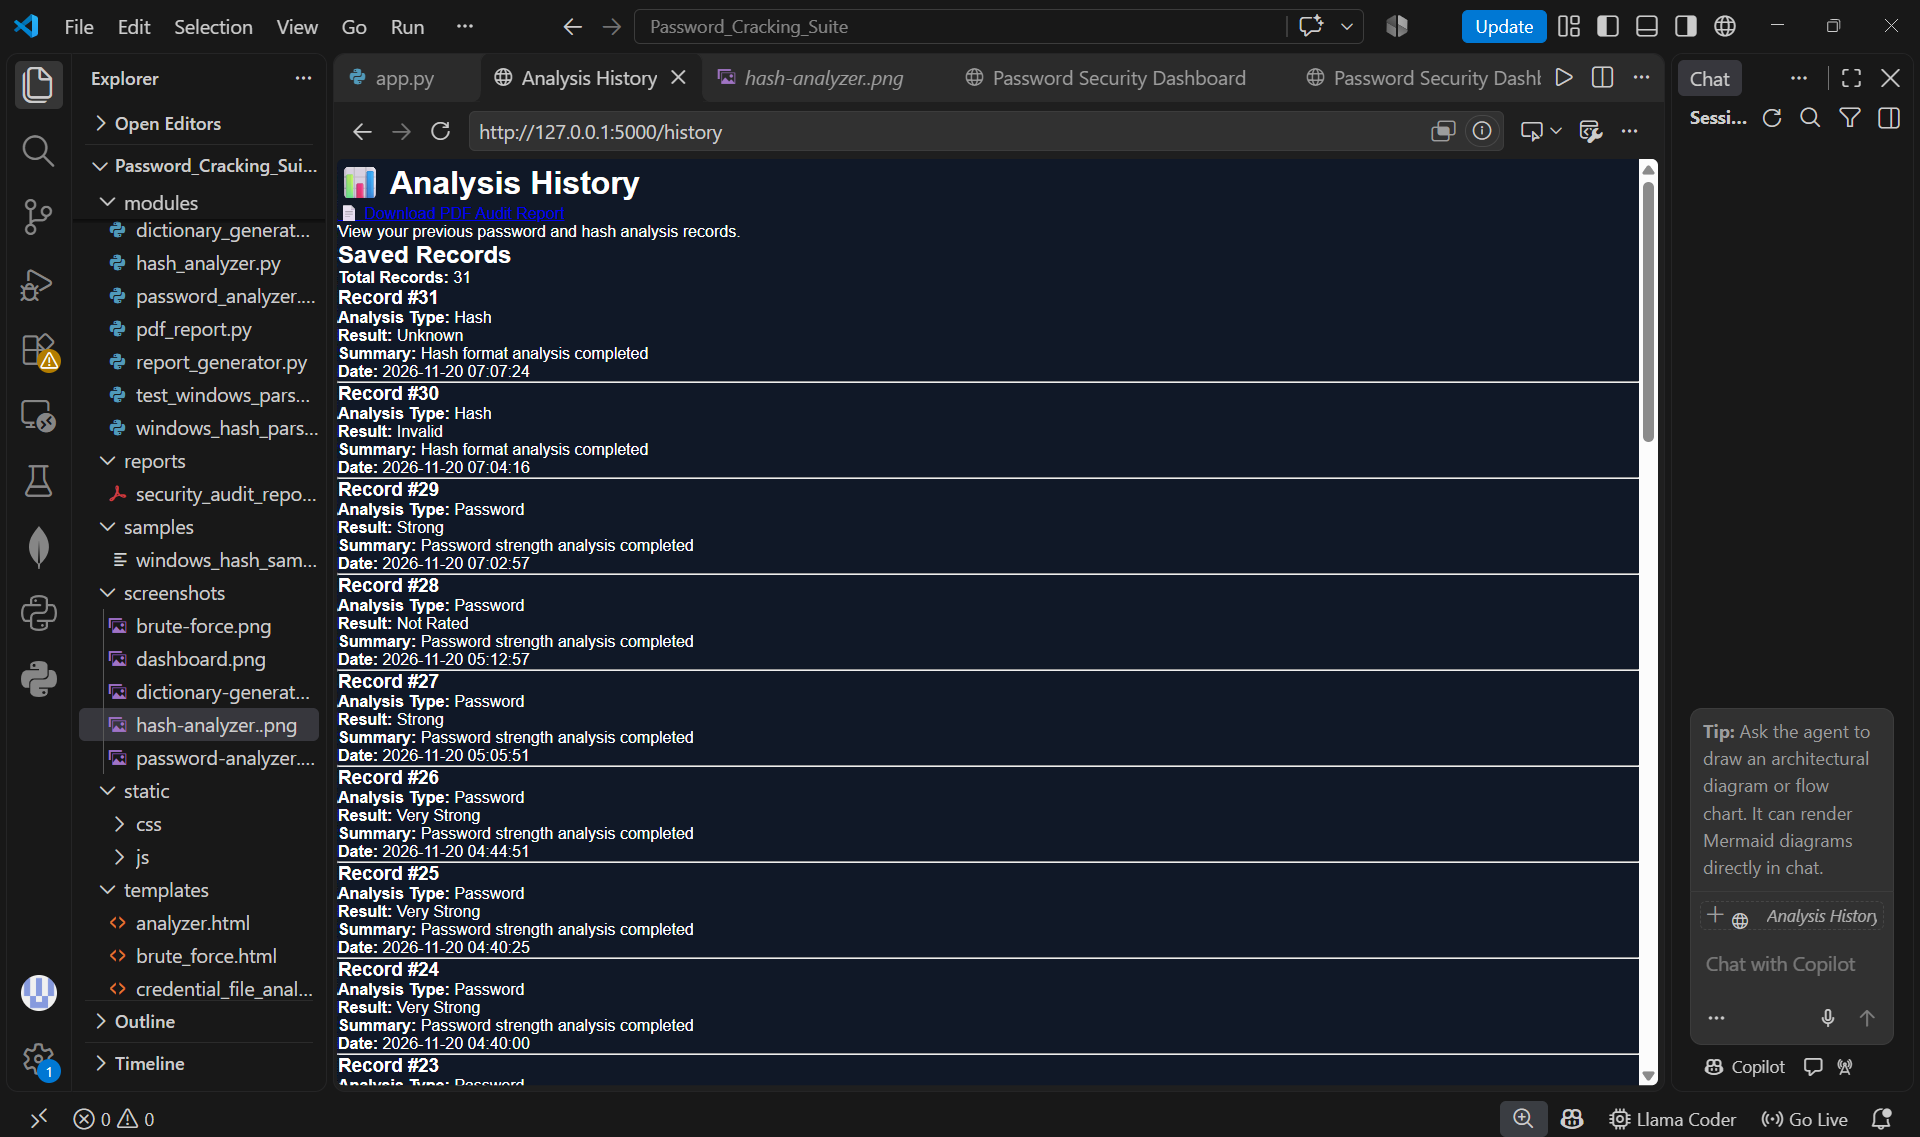 File Edit Selection View Go Run ··· Password_Cracking_Suite Update
Explorer ···
Open Editors
Password_Cracking_Sui...
modules
dictionary_generat...
hash_analyzer.py
password_analyzer....
pdf_report.py
report_generator.py
test_windows_pars...
windows_hash_pars...
reports
security_audit_repo...
samples
windows_hash_sam...
screenshots
brute-force.png
dashboard.png
dictionary-generat...
hash-analyzer..png
password-analyzer....
static
css
js
templates
analyzer.html
brute_force.html
credential_file_anal...
Outline
Timeline
1
app.py Analysis History hash-analyzer..png Password Security Dashboard Password Security Dashl ···
http://127.0.0.1:5000/history ···
Analysis History
Download PDF Audit Report
View your previous password and hash analysis records.
Saved Records
Total Records: 31
Record #31
Analysis Type: Hash
Result: Unknown
Summary: Hash format analysis completed
Date: 2026-11-20 07:07:24
Record #30
Analysis Type: Hash
Result: Invalid
Summary: Hash format analysis completed
Date: 2026-11-20 07:04:16
Record #29
Analysis Type: Password
Result: Strong
Summary: Password strength analysis completed
Date: 2026-11-20 07:02:57
Record #28
Analysis Type: Password
Result: Not Rated
Summary: Password strength analysis completed
Date: 2026-11-20 05:12:57
Record #27
Analysis Type: Password
Result: Strong
Summary: Password strength analysis completed
Date: 2026-11-20 05:05:51
Record #26
Analysis Type: Password
Result: Very Strong
Summary: Password strength analysis completed
Date: 2026-11-20 04:44:51
Record #25
Analysis Type: Password
Result: Very Strong
Summary: Password strength analysis completed
Date: 2026-11-20 04:40:25
Record #24
Analysis Type: Password
Result: Very Strong
Summary: Password strength analysis completed
Date: 2026-11-20 04:40:00
Record #23
Analysis Type: Password
Chat ···
Sessi...
Tip: Ask the agent to
draw an architectural
diagram or flow
chart. It can render
Mermaid diagrams
directly in chat.
Analysis History
Chat with Copilot
···
Copilot
0 0 Llama Coder Go Live